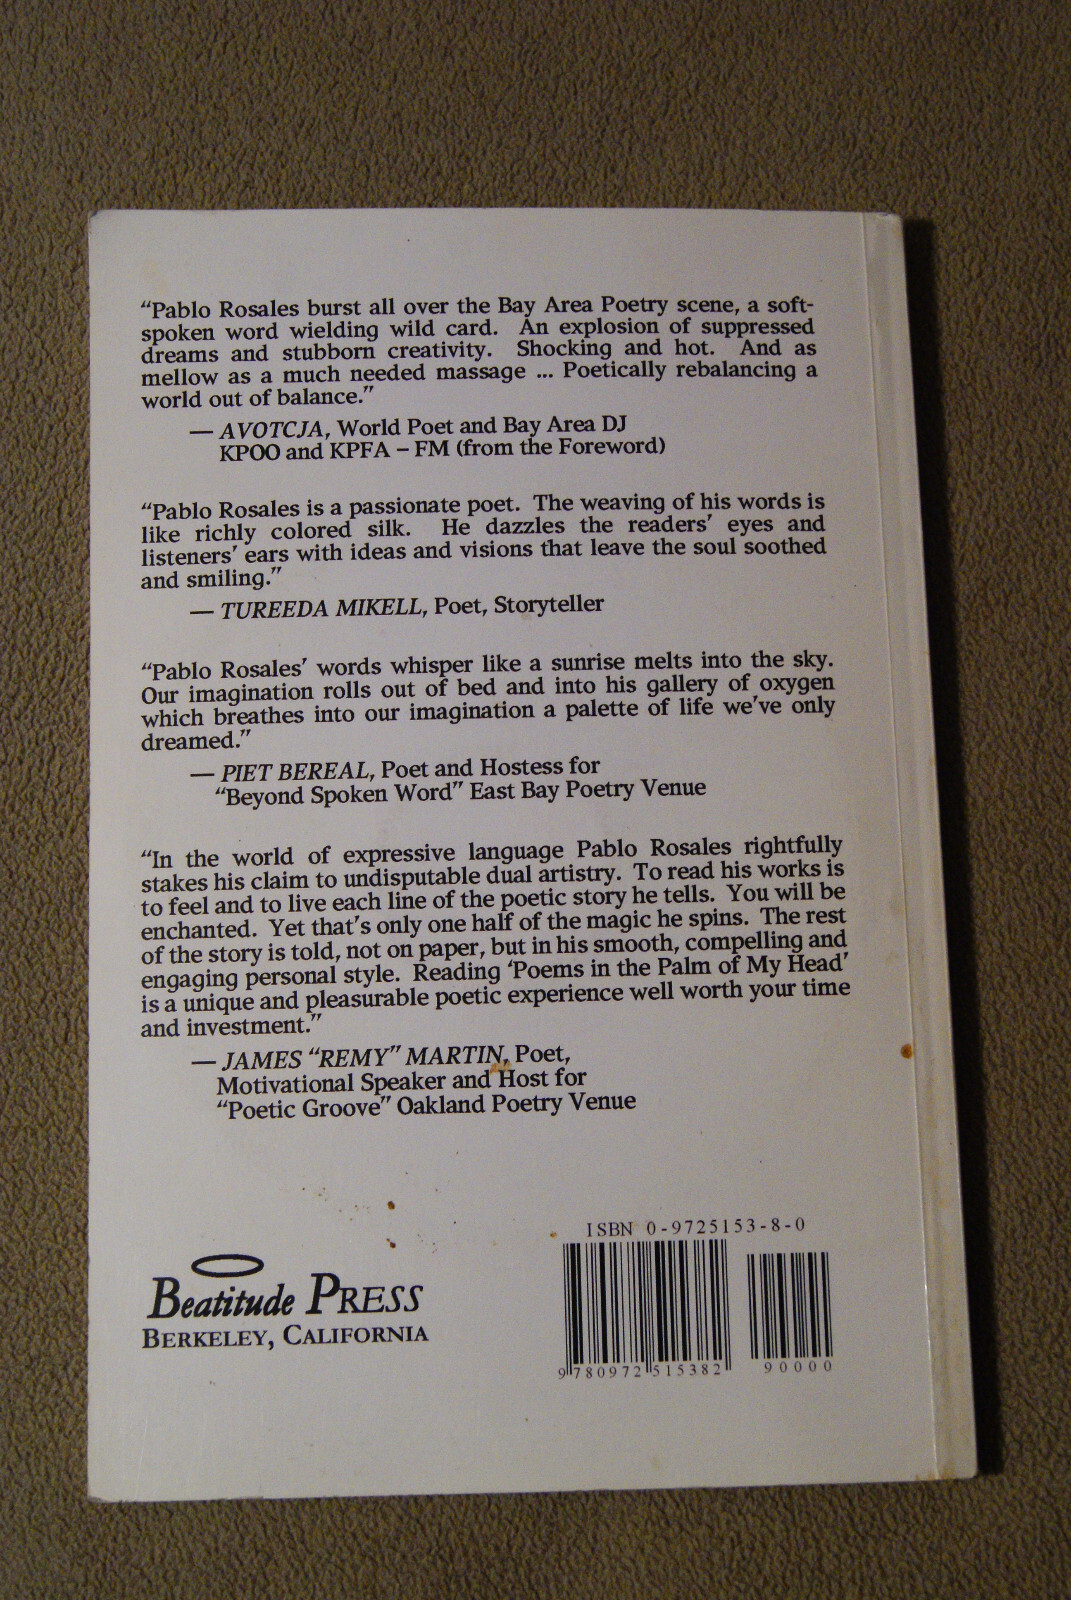 “Pablo Rosales burst all over the Bay Area Poetry scene, a soft-
spoken word wielding wild card. An explosion of suppressed
dreams and stubborn creativity. Shocking and hot. And as
mellow as a much needed massage ... Poetically rebalancing a
world out of balance.”
— AVOTCJA, World Poet and Bay Area DJ
KPOO and KPFA – FM (from the Foreword)
“Pablo Rosales is a passionate poet. The weaving of his words is
like richly colored silk. He dazzles the readers’ eyes and
listeners’ ears with ideas and visions that leave the soul soothed
and smiling.”
— TUREEDA MIKELL, Poet, Storyteller
“Pablo Rosales’ words whisper like a sunrise melts into the sky.
Our imagination rolls out of bed and into his gallery of oxygen
which breathes into our imagination a palette of life we’ve only
dreamed.”
— PIET BEREAL, Poet and Hostess for
“Beyond Spoken Word” East Bay Poetry Venue
“In the world of expressive language Pablo Rosales rightfully
stakes his claim to undisputable dual artistry. To read his works is
to feel and to live each line of the poetic story he tells. You will be
enchanted. Yet that’s only one half of the magic he spins. The rest
of the story is told, not on paper, but in his smooth, compelling and
engaging personal style. Reading ‘Poems in the Palm of My Head’
is a unique and pleasurable poetic experience well worth your time
and investment.”
— JAMES “REMY” MARTIN, Poet,
Motivational Speaker and Host for
“Poetic Groove” Oakland Poetry Venue
Beatitude PRESS
BERKELEY, CALIFORNIA
ISBN 0-9725153-8-0
9 780972 515382
90000